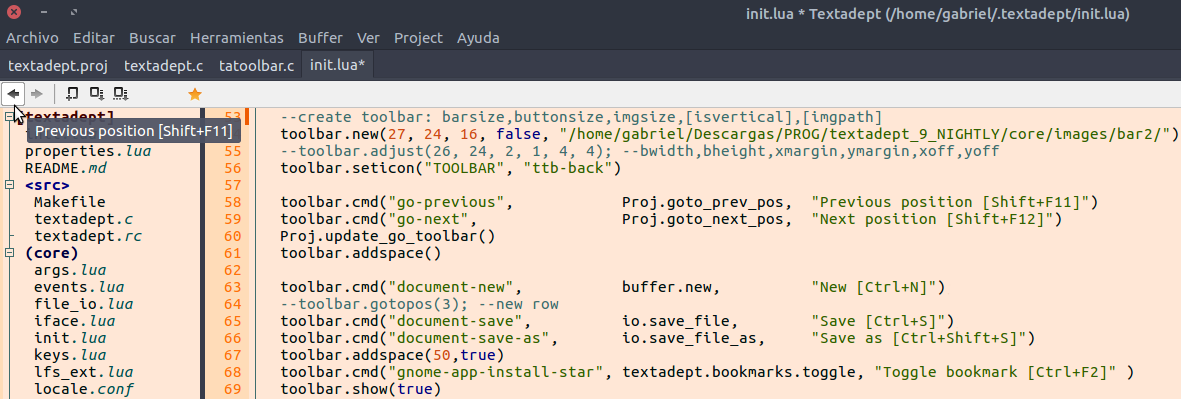 init.lua * Textadept (/home/gabriel/.textadept/init.lua)
Archivo Editar Buscar Herramientas Buffer Ver Project Ayuda
textadept.proj textadept.c tatoolbar.c init.lua*
Previous position [Shift+F11]
textadept]
properties.lua
README.md
<src>
Makefile
textadept.c
textadept.rc
(core)
args.lua
events.lua
file_io.lua
iface.lua
init.lua
keys.lua
lfs_ext.lua
locale.conf
53 --create toolbar: barsize,buttonsize,imgsize,[isvertical],[imgpath]
toolbar.new(27, 24, 16, false, "/home/gabriel/Descargas/PROG/textadept_9_NIGHTLY/core/images/bar2/")
55 --toolbar.adjust(26, 24, 2, 1, 4, 4); --bwidth,bheight,xmargin,ymargin,xoff,yoff
56 toolbar.seticon("TOOLBAR", "ttb-back")
57
58 toolbar.cmd("go-previous", Proj.goto_prev_pos, "Previous position [Shift+F11]")
59 toolbar.cmd("go-next", Proj.goto_next_pos, "Next position [Shift+F12]")
60 Proj.update_go_toolbar()
61 toolbar.addspace()
62
63 toolbar.cmd("document-new", buffer.new, "New [Ctrl+N]")
64 --toolbar.gotopos(3); --new row
65 toolbar.cmd("document-save", io.save_file, "Save [Ctrl+S]")
66 toolbar.cmd("document-save-as", io.save_file_as, "Save as [Ctrl+Shift+S]")
67 toolbar.addspace(50,true)
68 toolbar.cmd("gnome-app-install-star", textadept.bookmarks.toggle, "Toggle bookmark [Ctrl+F2]" )
69 toolbar.show(true)